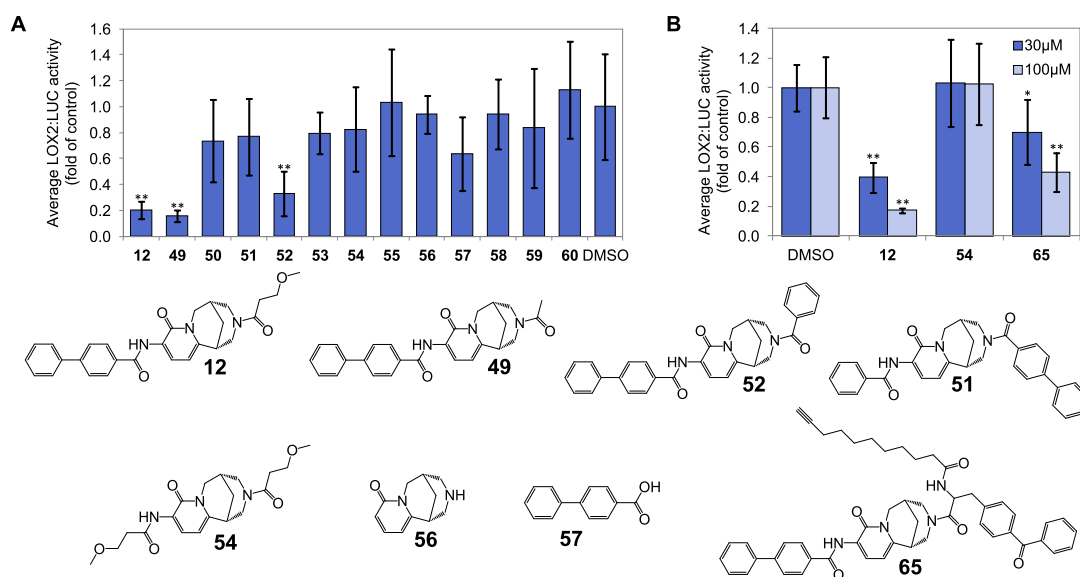 A
Average LOX2:LUC activity
(fold of control)
1.6
1.4
1.2
1.0
0.8
0.6
0.4
0.2
0.0
**
**
**
12 49 50 51 52 53 54 55 56 57 58 59 60 DMSO
B
Average LOX2:LUC activity
(fold of control)
1.4
1.2
1.0
0.8
0.6
0.4
0.2
0.0
30µM
100µM
**
**
*
**
DMSO 12 54 65
O
N
N
O
O
HN
O
12
O
N
N
O
HN
O
49
O
N
N
O
HN
O
52
O
N
N
O
HN
O
51
O
N
N
O
O
HN
O
O
54
O
N
NH
56
OH
O
57
O
HN
O
N
N
O
O
HN
O
65